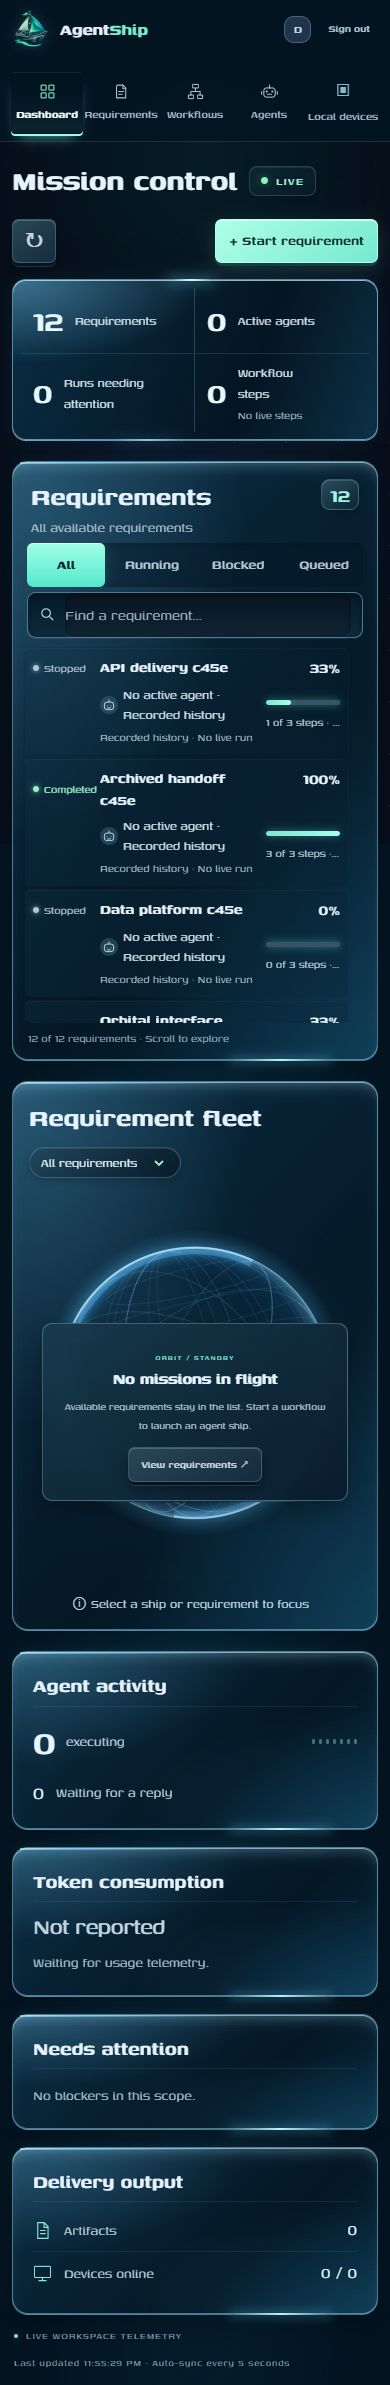 AgentShip
D
Sign out
Dashboard
Requirements
Workflows
Agents
Local devices
Mission control
LIVE
↻
+ Start requirement
12 Requirements
0 Active agents
0 Runs needing
attention
0 Workflow
steps
No live steps
Requirements
12
All available requirements
All
Running
Blocked
Queued
Find a requirement...
Stopped
API delivery c45e
33%
No active agent ·
Recorded history
1 of 3 steps · ...
Recorded history · No live run
Completed
Archived handoff
c45e
100%
No active agent ·
Recorded history
3 of 3 steps ·...
Recorded history · No live run
Stopped
Data platform c45e
0%
No active agent ·
Recorded history
0 of 3 steps ·...
Recorded history · No live run
Orbital interface
33%
12 of 12 requirements · Scroll to explore
Requirement fleet
All requirements
ORBIT / STANDBY
No missions in flight
Available requirements stay in the list. Start a workflow
to launch an agent ship.
View requirements ↗
Select a ship or requirement to focus
Agent activity
0 executing
0 Waiting for a reply
Token consumption
Not reported
Waiting for usage telemetry.
Needs attention
No blockers in this scope.
Delivery output
Artifacts
0
Devices online
0 / 0
LIVE WORKSPACE TELEMETRY
Last updated 11:55:29 PM · Auto-sync every 5 seconds